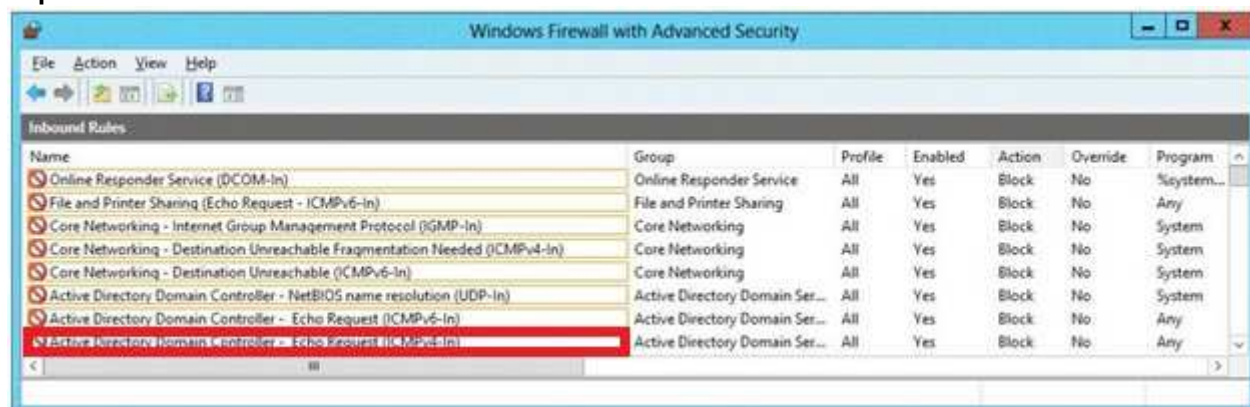 Windows Firewall with Advanced Security
File Action View Help
Inbound Rules
Name Group Profile Enabled Action Override Program
Online Responder Service (DCOM-In) Online Responder Service All Yes Block No %system...
File and Printer Sharing (Echo Request - ICMPv6-In) File and Printer Sharing All Yes Block No Any
Core Networking - Internet Group Management Protocol (IGMP-In) Core Networking All Yes Block No System
Core Networking - Destination Unreachable Fragmentation Needed (ICMPv4-In) Core Networking All Yes Block No System
Core Networking - Destination Unreachable (ICMPv6-In) Core Networking All Yes Block No System
Active Directory Domain Controller - NetBIOS name resolution (UDP-In) Active Directory Domain Ser... All Yes Block No System
Active Directory Domain Controller - Echo Request (ICMPv6-In) Active Directory Domain Ser... All Yes Block No Any
Active Directory Domain Controller - Echo Request (ICMPv4-In) Active Directory Domain Ser... All Yes Block No Any